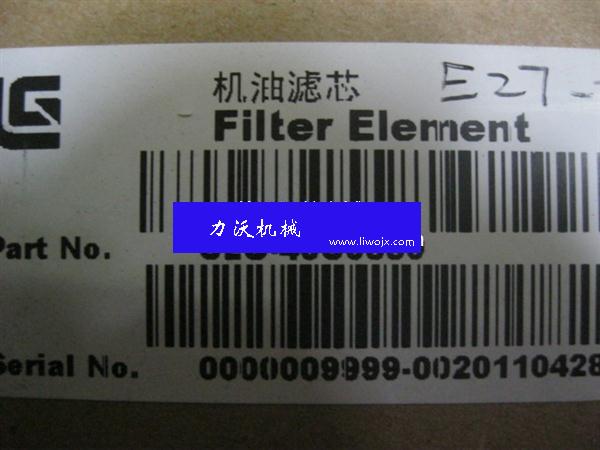 机油滤芯 E27-
Filter Element
力沃机械
www.liwojx.com
Part No.
Serial No. 0000009999-0020110428